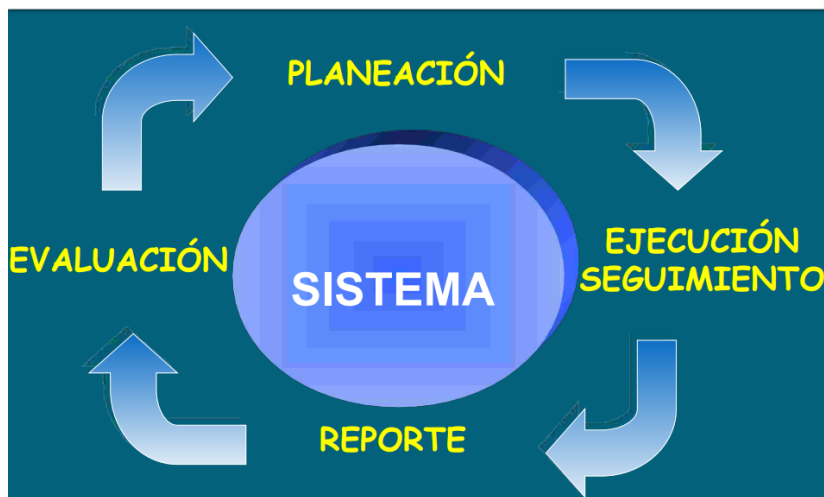 PLANEACIÓN
EJECUCIÓN
SEGUIMIENTO
EVALUACIÓN
SISTEMA
REPORTE